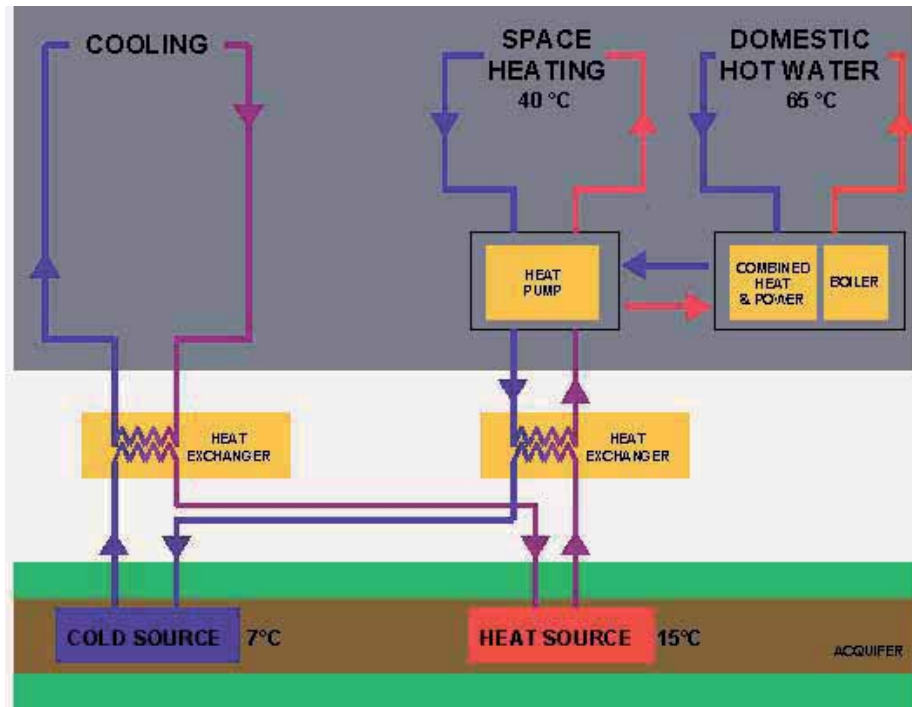 COOLING
SPACE
HEATING
40 °C
DOMESTIC
HOT WATER
65 °C
HEAT
PUMP
COMBINED
HEAT
& POWER
BOILER
HEAT
EXCHANGER
HEAT
EXCHANGER
COLD SOURCE 7°C
HEAT SOURCE 15°C
ACQUIFER